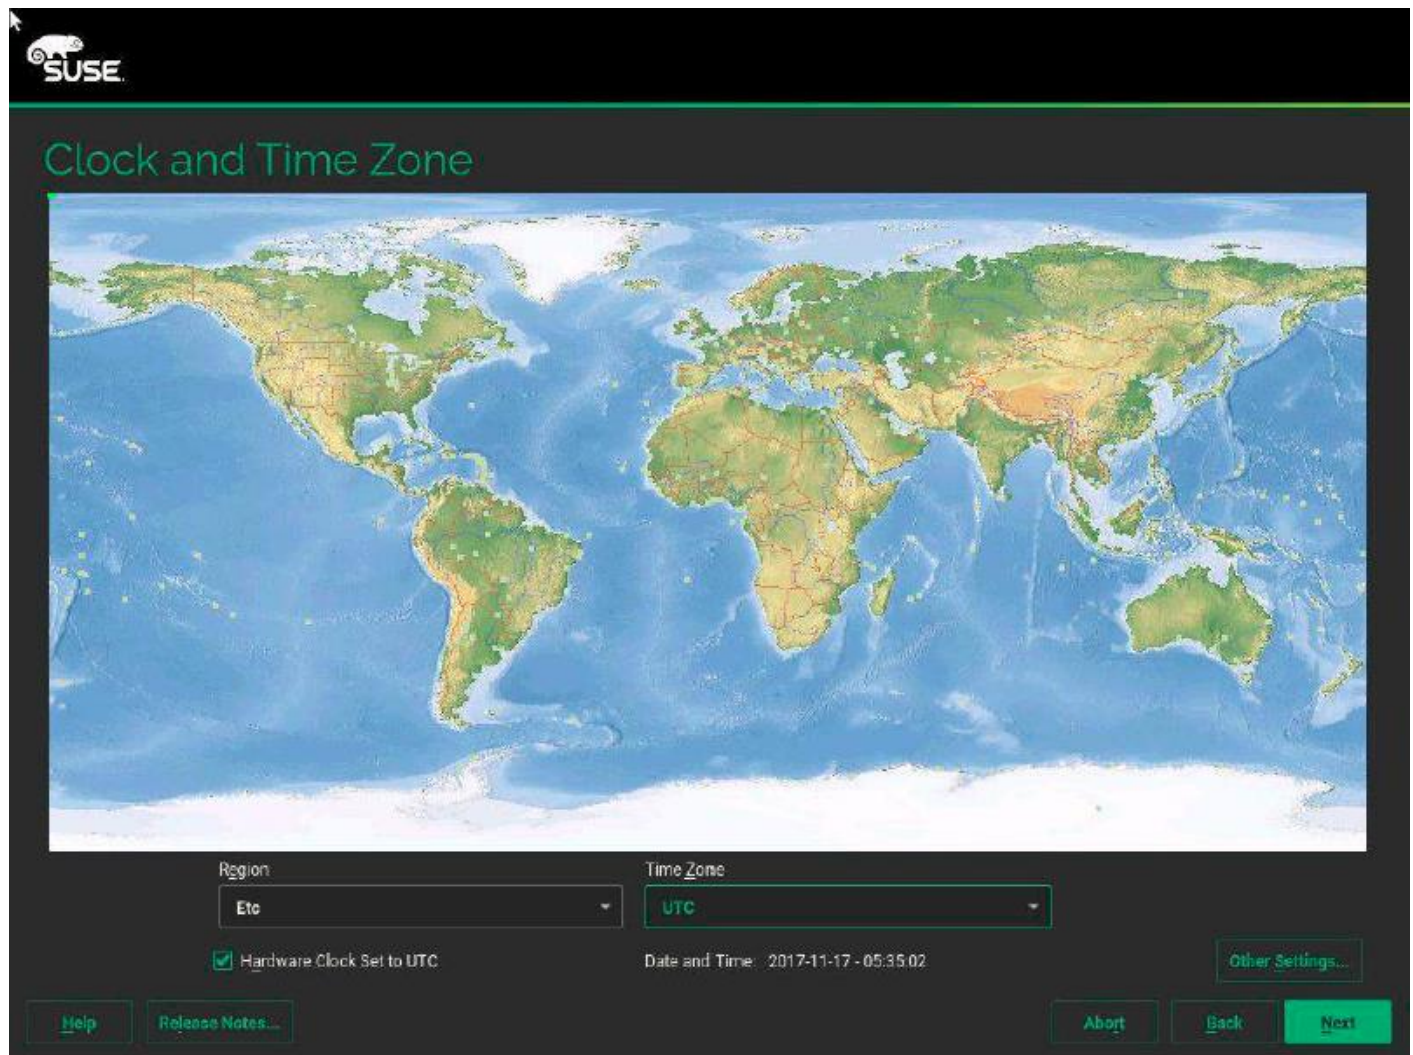 SUSE.
Clock and Time Zone
Region
Time Zone
Etc
UTC
Hardware Clock Set to UTC
Date and Time: 2017-11-17 - 05:35:02
Other Settings...
Help
Release Notes...
Abort
Back
Next